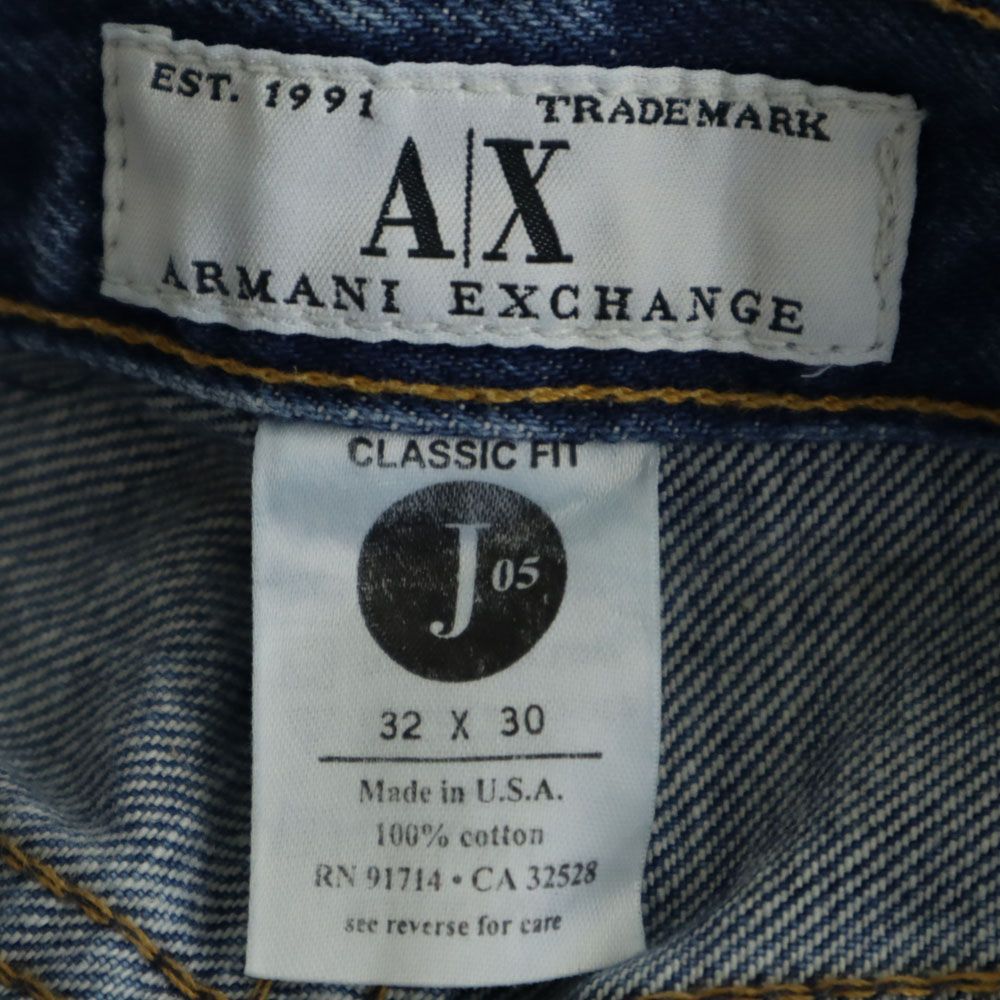 EST. 1991 TRADEMARK
A|X
ARMANI EXCHANGE
CLASSIC FIT
J 05
32 X 30
Made in U.S.A.
100% cotton
RN 91714 • CA 32528
see reverse for care